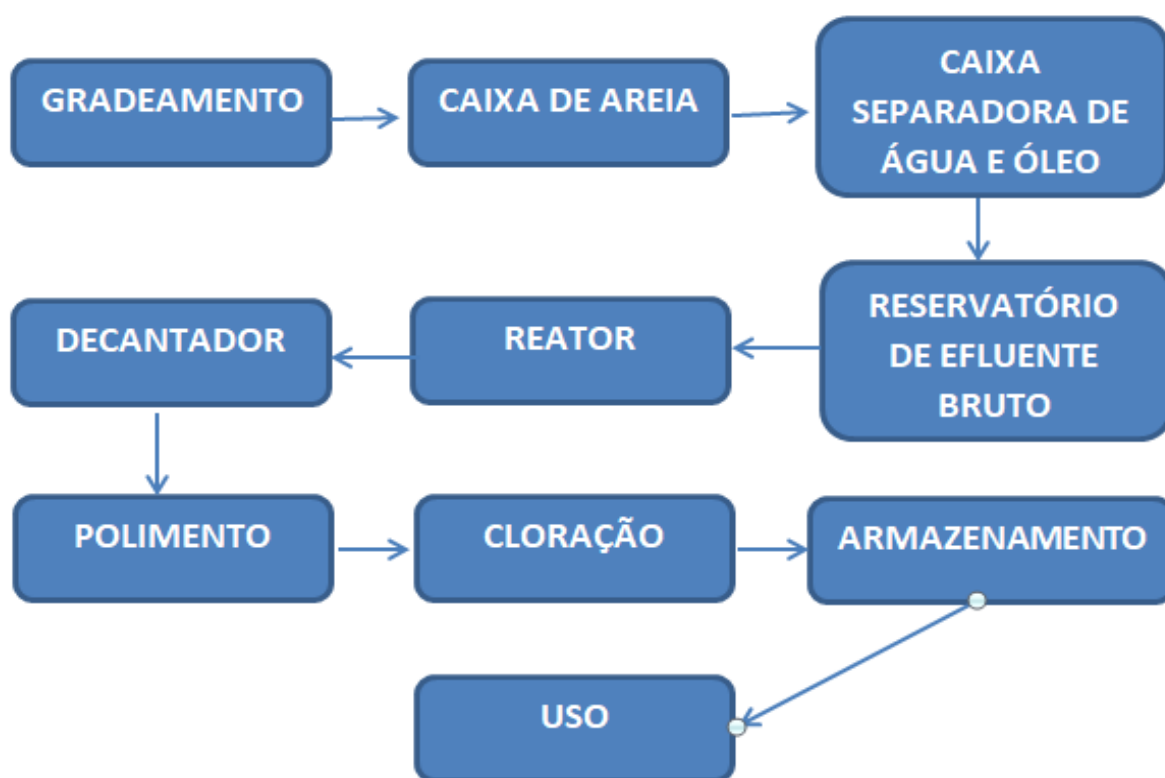 GRADEAMENTO
CAIXA DE AREIA
CAIXA
SEPARADORA DE
ÁGUA E ÓLEO
RESERVATÓRIO
DE EFLUENTE
BRUTO
REATOR
DECANTADOR
POLIMENTO
CLORAÇÃO
ARMAZENAMENTO
USO